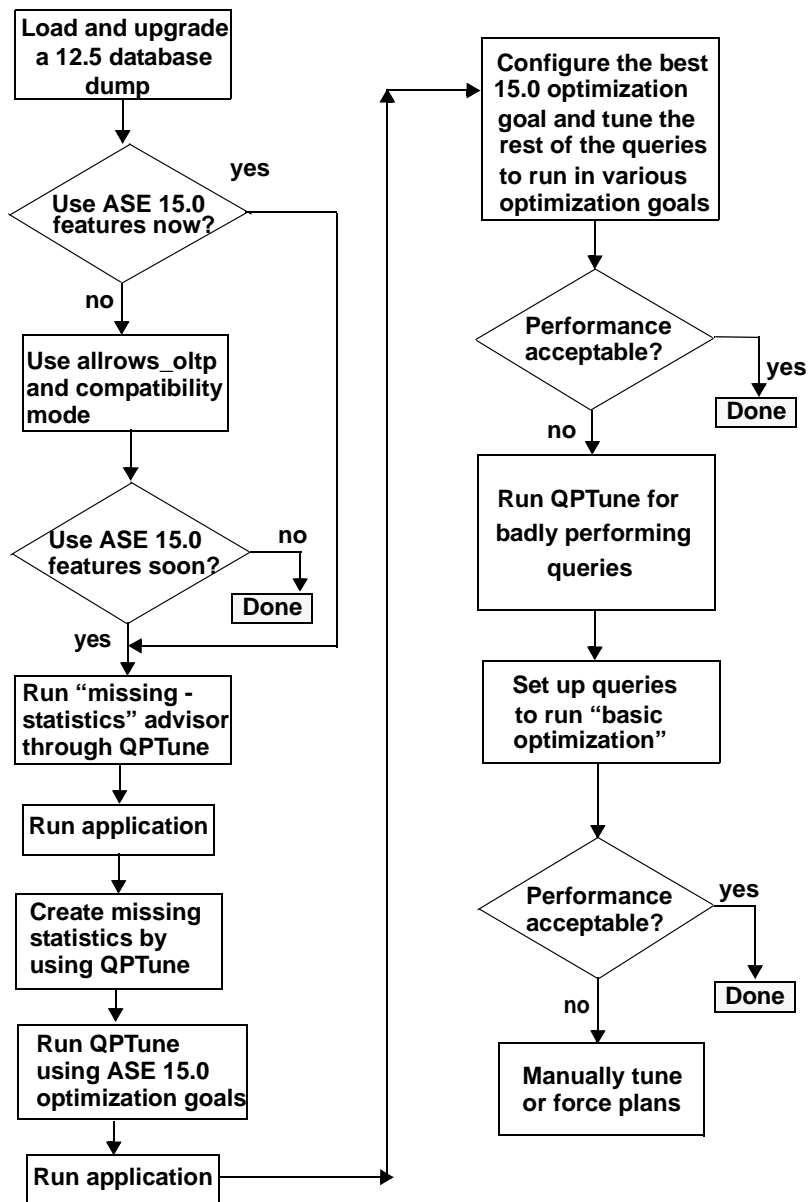 Load and upgrade
a 12.5 database
dump
yes
Use ASE 15.0
features now?
no
Use allrows_oltp
and compatibility
mode
Use ASE 15.0
features soon?
no
Done
yes
Run “missing -
statistics” advisor
through QPTune
Run application
Create missing
statistics by
using QPTune
Run QPTune
using ASE 15.0
optimization goals
Run application
Configure the best
15.0 optimization
goal and tune the
rest of the queries
to run in various
optimization goals
Performance
acceptable?
yes
Done
no
Run QPTune for
badly performing
queries
Set up queries
to run “basic
optimization”
Performance
acceptable?
yes
Done
no
Manually tune
or force plans